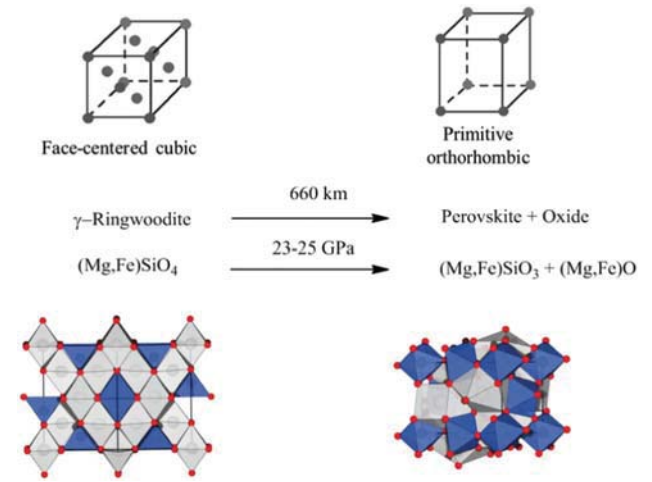 Face-centered cubic
Primitive
orthorhombic
660 km
γ–Ringwoodite
Perovskite + Oxide
23-25 GPa
(Mg,Fe)SiO₄
(Mg,Fe)SiO₃ + (Mg,Fe)O